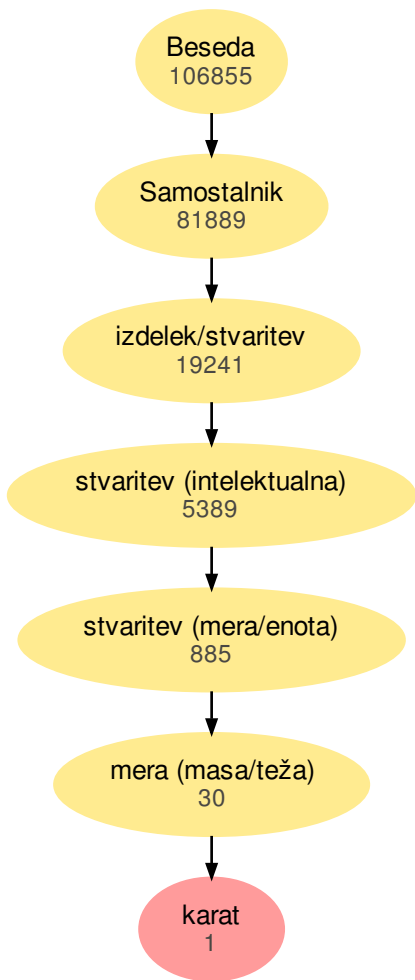 Beseda
106855
Samostalnik
81889
izdelek/stvaritev
19241
stvaritev (intelektualna)
5389
stvaritev (mera/enota)
885
mera (masa/teža)
30
karat
1